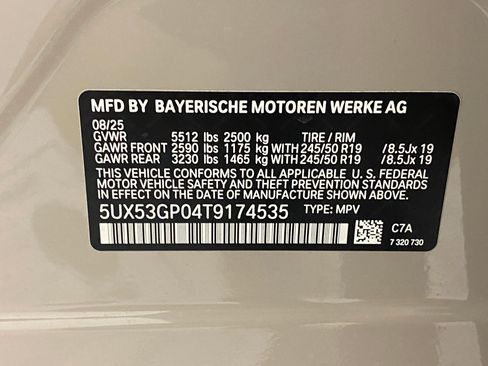 MFD BY BAYERISCHE MOTOREN WERKE AG
08/25
GVWR 5512 lbs 2500 kg TIRE / RIM
GAWR FRONT 2590 lbs 1175 kg WITH 245/50 R19 / 8.5J x 19
GAWR REAR 3230 lbs 1465 kg WITH 245/50 R19 / 8.5J x 19
THIS VEHICLE CONFORMS TO ALL APPLICABLE U. S. FEDERAL
MOTOR VEHICLE SAFETY AND THEFT PREVENTION STANDARDS
IN EFFECT ON THE DATE OF MANUFACTURE SHOWN ABOVE.
5UX53GP04T9174535 TYPE: MPV
C7A
7 320 730